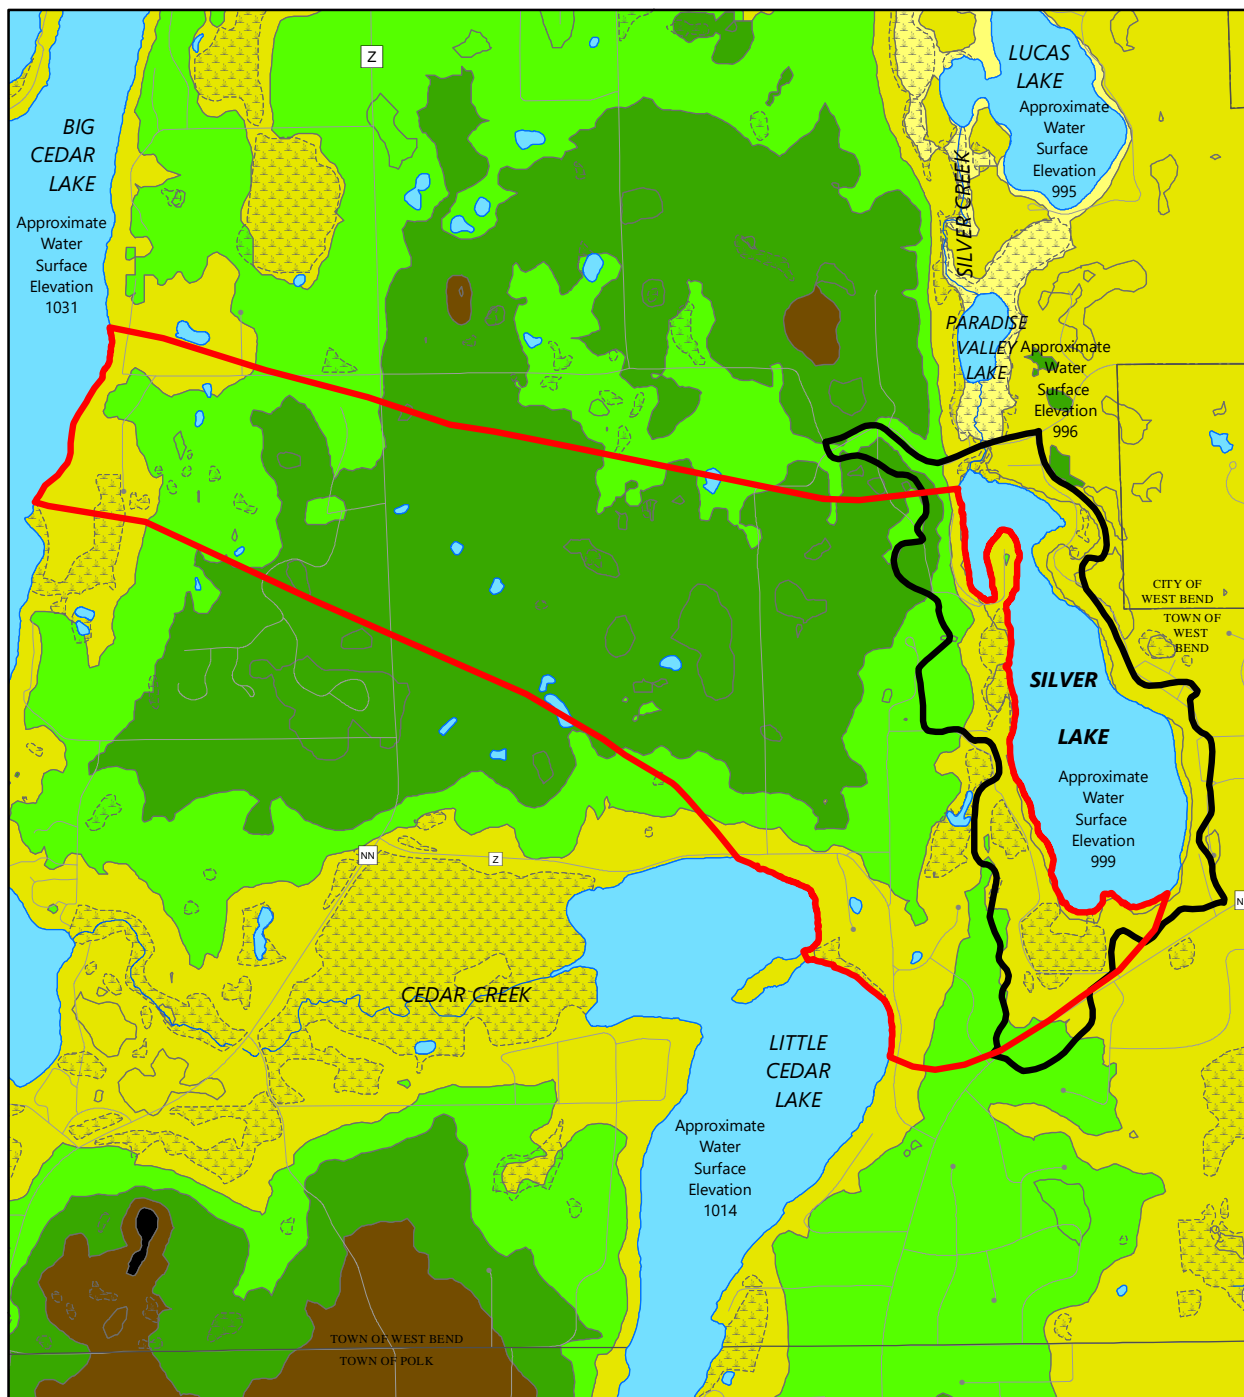 Z
LUCAS
LAKE
Approximate
Water
Surface
Elevation
995
BIG
CEDAR
LAKE
Approximate
Water
Surface
Elevation
1031
SILVER CREEK
PARADISE
VALLEY
LAKE
Approximate
Water
Surface
Elevation
996
CITY OF
WEST BEND
TOWN OF
WEST
BEND
SILVER
LAKE
Approximate
Water
Surface
Elevation
999
NN
Z
N
CEDAR CREEK
LITTLE
CEDAR
LAKE
Approximate
Water
Surface
Elevation
1014
TOWN OF WEST BEND
TOWN OF POLK